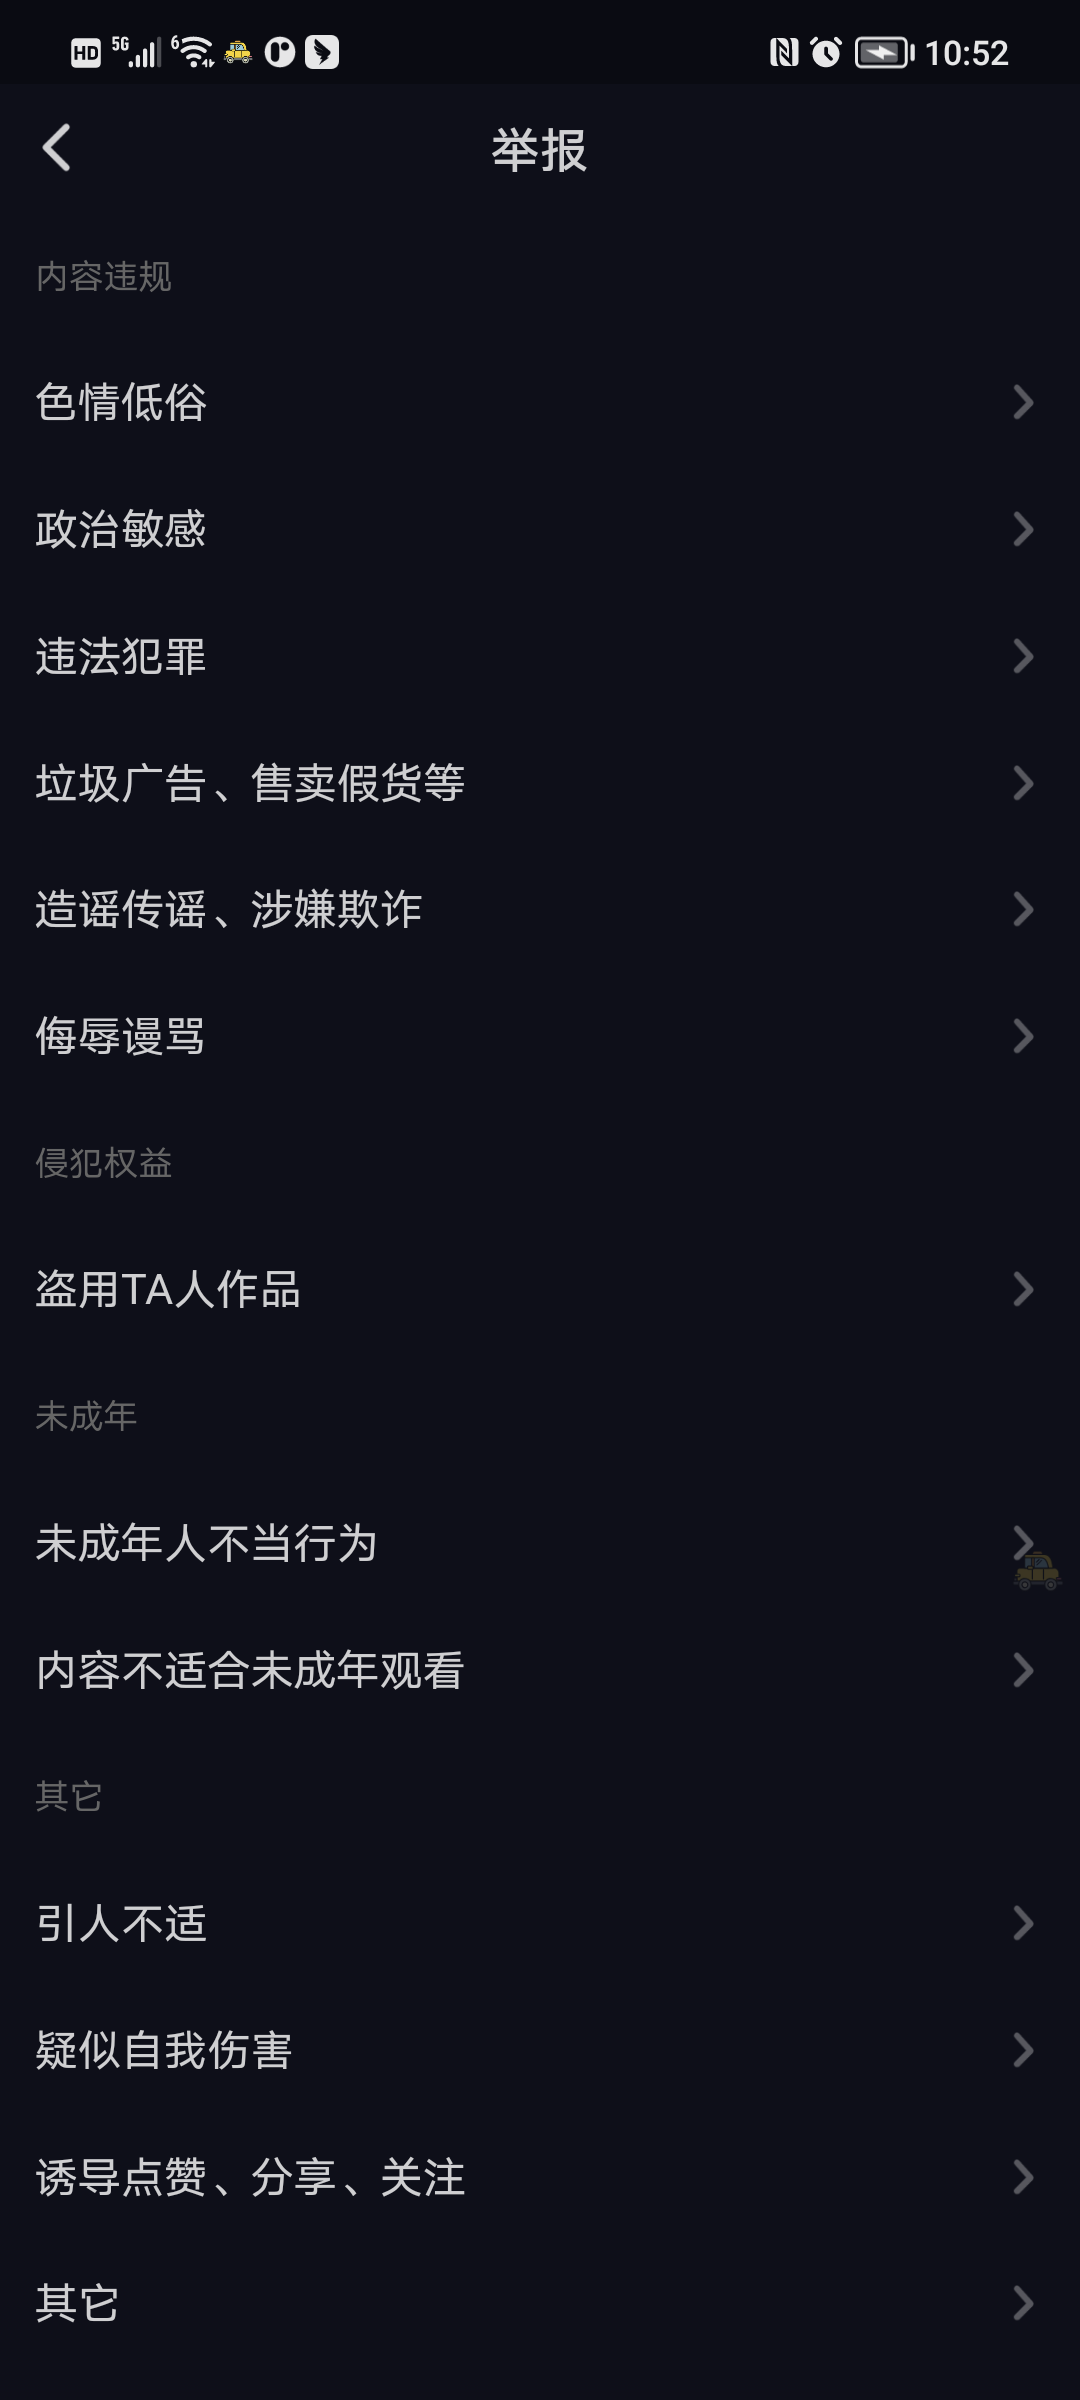 HD 5G 6 10:52
举报
内容违规
色情低俗
政治敏感
违法犯罪
垃圾广告、售卖假货等
造谣传谣、涉嫌欺诈
侮辱谩骂
侵犯权益
盗用TA人作品
未成年
未成年人不当行为
内容不适合未成年观看
其它
引人不适
疑似自我伤害
诱导点赞、分享、关注
其它